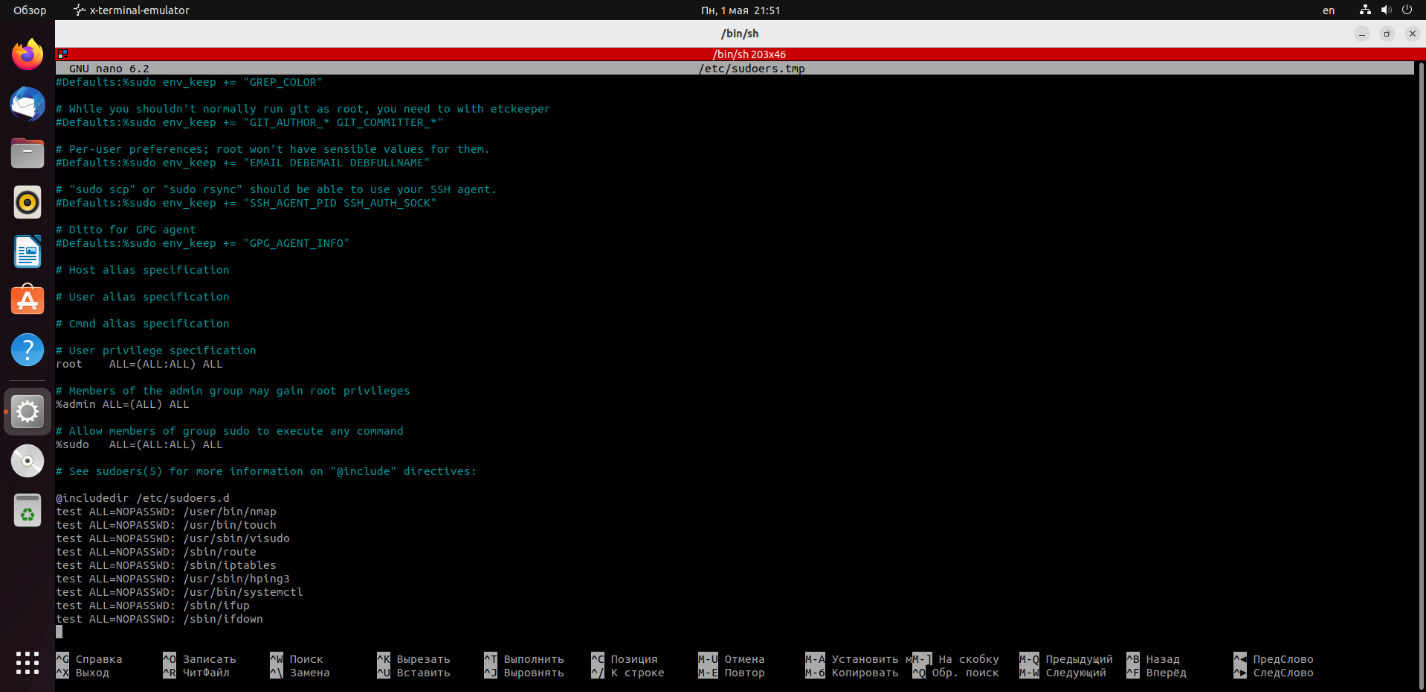 Обзор
x-terminal-emulator
Пн, 1 мая 21:51
en
/bin/sh
/bin/sh 203x46
GNU nano 6.2 /etc/sudoers.tmp
#Defaults:%sudo env_keep += "GREP_COLOR"
# While you shouldn't normally run git as root, you need to with etckeeper
#Defaults:%sudo env_keep += "GIT_AUTHOR_* GIT_COMMITTER_*"
# Per-user preferences; root won't have sensible values for them.
#Defaults:%sudo env_keep += "EMAIL DEBEMAIL DEBFULLNAME"
# "sudo scp" or "sudo rsync" should be able to use your SSH agent.
#Defaults:%sudo env_keep += "SSH_AGENT_PID SSH_AUTH_SOCK"
# Ditto for GPG agent
#Defaults:%sudo env_keep += "GPG_AGENT_INFO"
# Host alias specification
# User alias specification
# Cmnd alias specification
# User privilege specification
root    ALL=(ALL:ALL) ALL
# Members of the admin group may gain root privileges
%admin ALL=(ALL) ALL
# Allow members of group sudo to execute any command
%sudo   ALL=(ALL:ALL) ALL
# See sudoers(5) for more information on "@include" directives:
@includedir /etc/sudoers.d
test ALL=NOPASSWD: /user/bin/nmap
test ALL=NOPASSWD: /usr/bin/touch
test ALL=NOPASSWD: /usr/sbin/visudo
test ALL=NOPASSWD: /sbin/route
test ALL=NOPASSWD: /sbin/iptables
test ALL=NOPASSWD: /usr/sbin/hping3
test ALL=NOPASSWD: /usr/bin/systemctl
test ALL=NOPASSWD: /sbin/ifup
test ALL=NOPASSWD: /sbin/ifdown
^G Справка ^O Записать ^W Поиск ^K Вырезать ^T Выполнить ^C Позиция M-U Отмена M-A Установить м M-] На скобку M-Q Предыдущий ^B Назад ^◀ ПредСлово
^X Выход ^R ЧитФайл ^\ Замена ^U Вставить ^J Выровнять ^/ К строке M-E Повтор M-6 Копировать ^Q Обр. поиск M-W Следующий ^F Вперёд ^▶ СледСлово